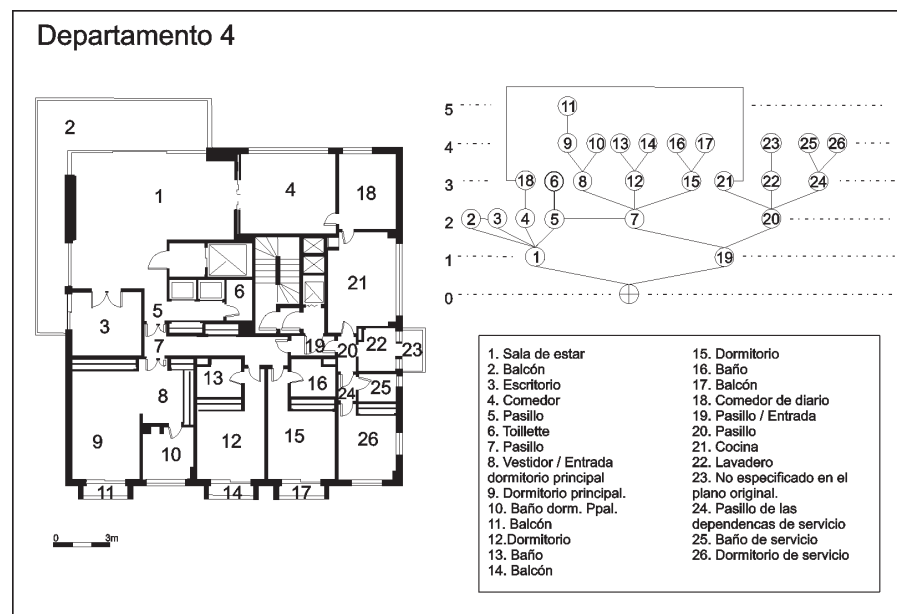 Departamento 4
2
1
4
18
21
6
5
3
7
19
20
22
23
13
8
16
24
25
9
10
12
15
26
11
14
17
0 3m
5
11
4
9 10 13 14 16 17 23 25 26
3
18 6 8 12 15 21 22 24
2
2 3 4 5 7 20
1
1 19
0
1. Sala de estar
2. Balcón
3. Escritorio
4. Comedor
5. Pasillo
6. Toillette
7. Pasillo
8. Vestidor / Entrada
dormitorio principal
9. Dormitorio principal.
10. Baño dorm. Ppal.
11. Balcón
12.Dormitorio
13. Baño
14. Balcón
15. Dormitorio
16. Baño
17. Balcón
18. Comedor de diario
19. Pasillo / Entrada
20. Pasillo
21. Cocina
22. Lavadero
23. No especificado en el
plano original.
24. Pasillo de las
dependencas de servicio
25. Baño de servicio
26. Dormitorio de servicio